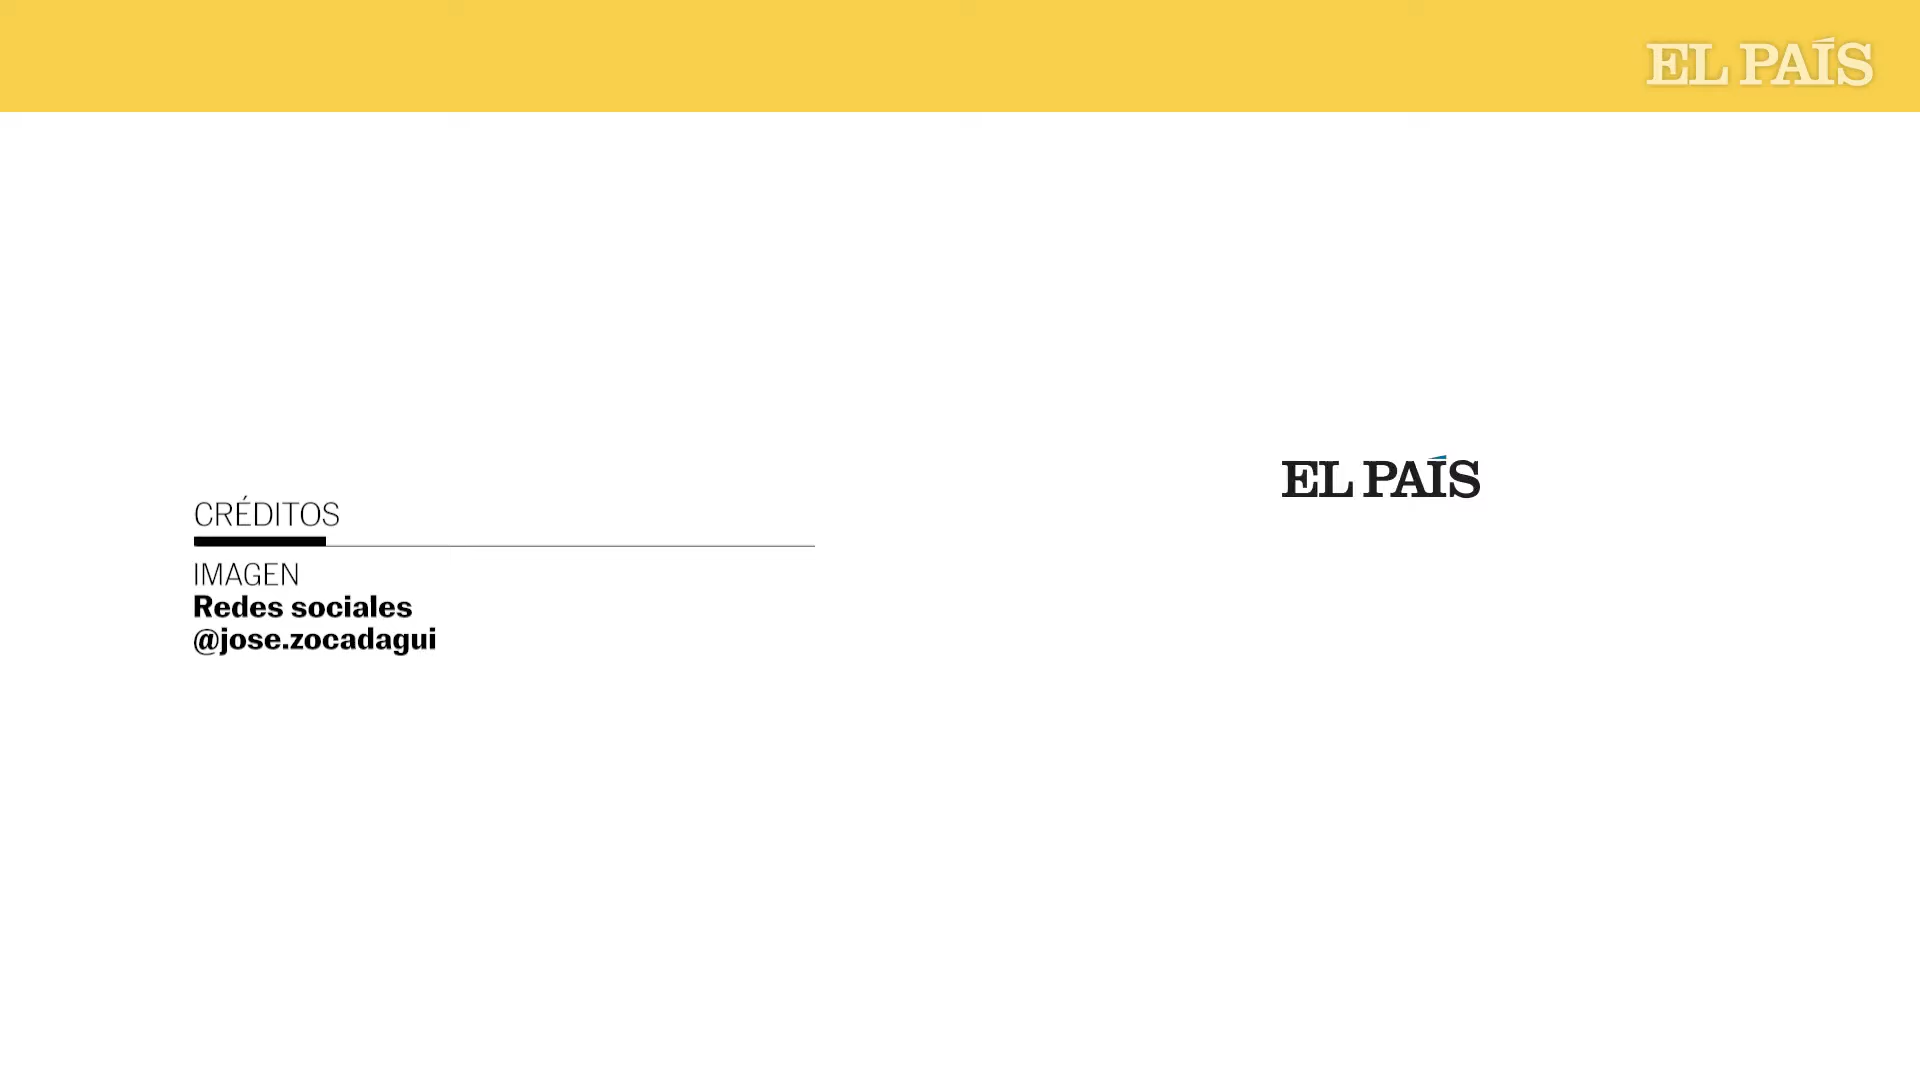 EL PAÍS
EL PAÍS
CRÉDITOS
IMAGEN
Redes sociales
@jose.zocadagui